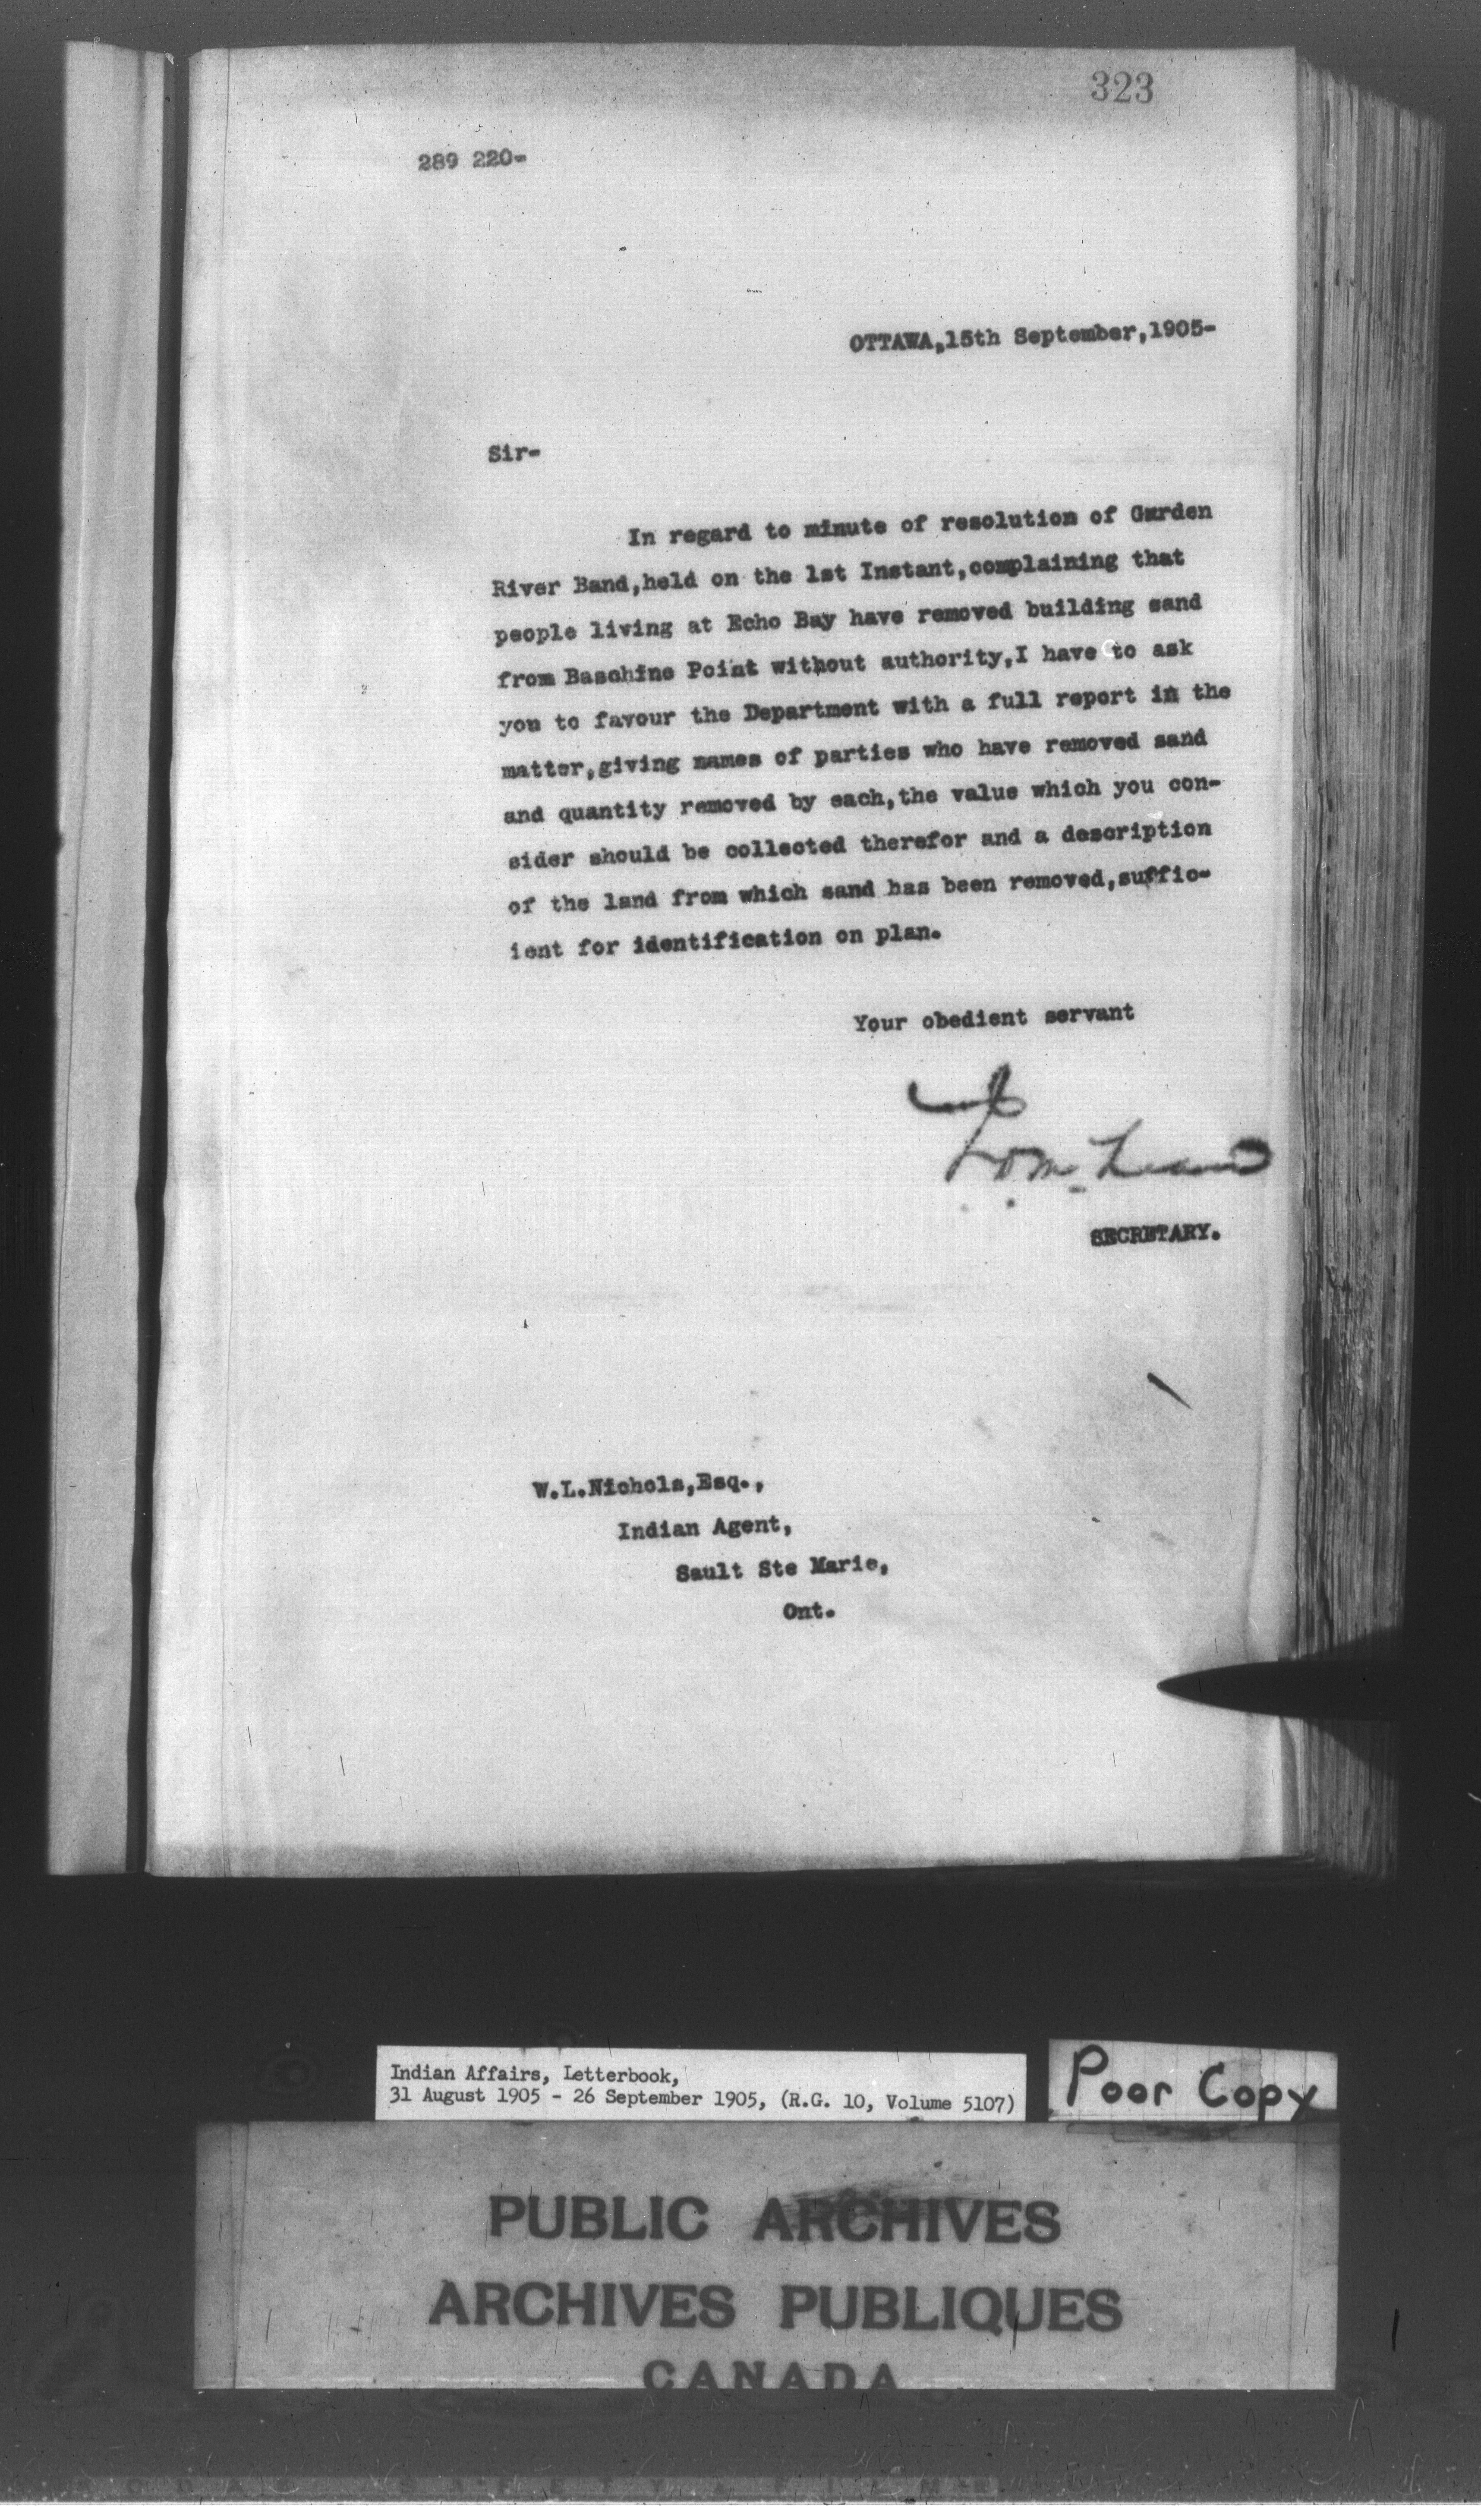 323
289 220-
OTTAWA,15th September,1905-
Sir-
In regard to minute of resolution of Garden
River Band,held on the 1st Instant,complaining that
people living at Echo Bay have removed building sand
from Baschine Point without authority,I have to ask
you to favour the Department with a full report in the
matter,giving names of parties who have removed sand
and quantity removed by each,the value which you con-
sider should be collected therefor and a description
of the land from which sand has been removed,suffic-
ient for identification on plan.
Your obedient servant
SECRETARY.
W.L.Nichols,Esq.,
Indian Agent,
Sault Ste Marie,
Ont.
Indian Affairs, Letterbook,
31 August 1905 - 26 September 1905, (R.G. 10, Volume 5107)
Poor Copy
PUBLIC ARCHIVES
ARCHIVES PUBLIQUES
CANADA